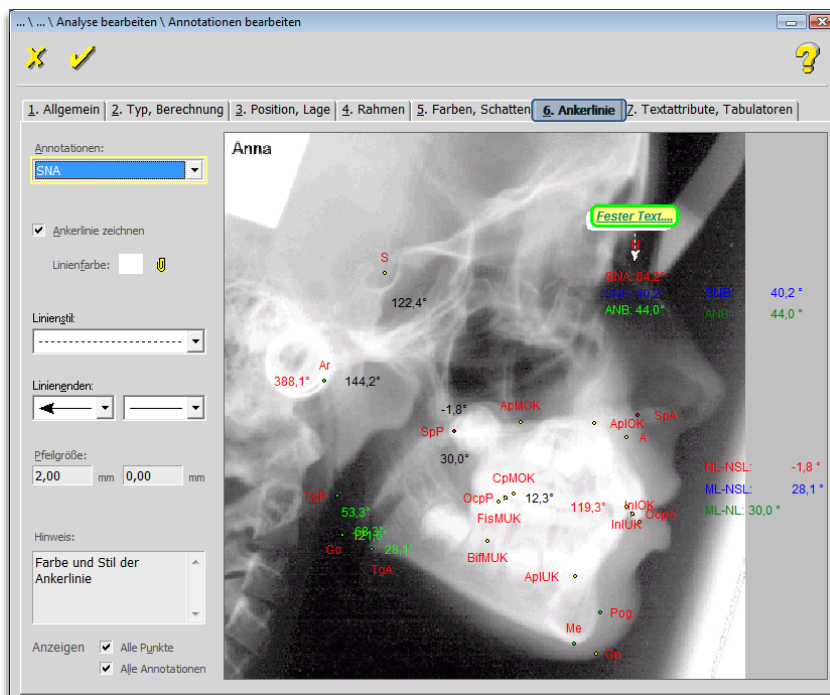 ... \ ... \ Analyse bearbeiten \ Annotationen bearbeiten
1. Allgemein
2. Typ, Berechnung
3. Position, Lage
4. Rahmen
5. Farben, Schatten
6. Ankerlinie
7. Textattribute, Tabulatoren
Annotationen:
SNA
Ankerlinie zeichnen
Linienfarbe:
Linienstil:
Linienenden:
Pfeilgröße:
2,00 mm 0,00 mm
Hinweis:
Farbe und Stil der
Ankerlinie
Anzeigen
Alle Punkte
Alle Annotationen
Anna
Fester Text....
N
S
SNA: 84,2°
SNB: 40,2°
ANB: 44,0°
SNB: 40,2 °
ANB: 44,0 °
122,4°
Ar
388,1° 144,2°
-1,8°
ApMOK
SpA
SpP
ApIOK
A
30,0°
NL-NSL: -1,8 °
CpMOK
ML-NSL: 28,1 °
TgP
OcpP
12,3°
119,3°
InIOK
ML-NL: 30,0 °
53,3°
FisMUK
OcpA
InIUK
Go
28,1°
BifMUK
TgA
ApIUK
Pog
Me
Gn